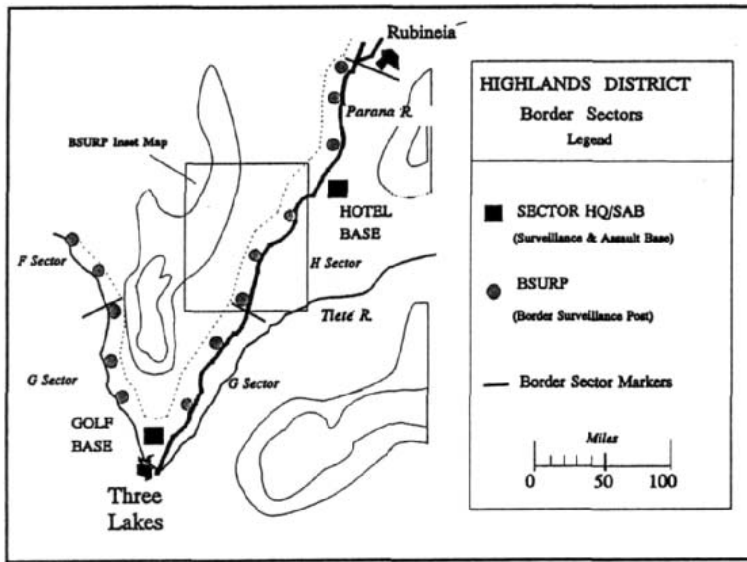 Rubineia
Parana R.
BSURP Inset Map
HOTEL
BASE
F Sector
H Sector
Tleté R.
G Sector
G Sector
GOLF
BASE
Three
Lakes
HIGHLANDS DISTRICT
Border Sectors
Legend
SECTOR HQ/SAB
(Surveillance & Assault Base)
BSURP
(Border Surveillance Post)
Border Sector Markers
Miles
0 50 100